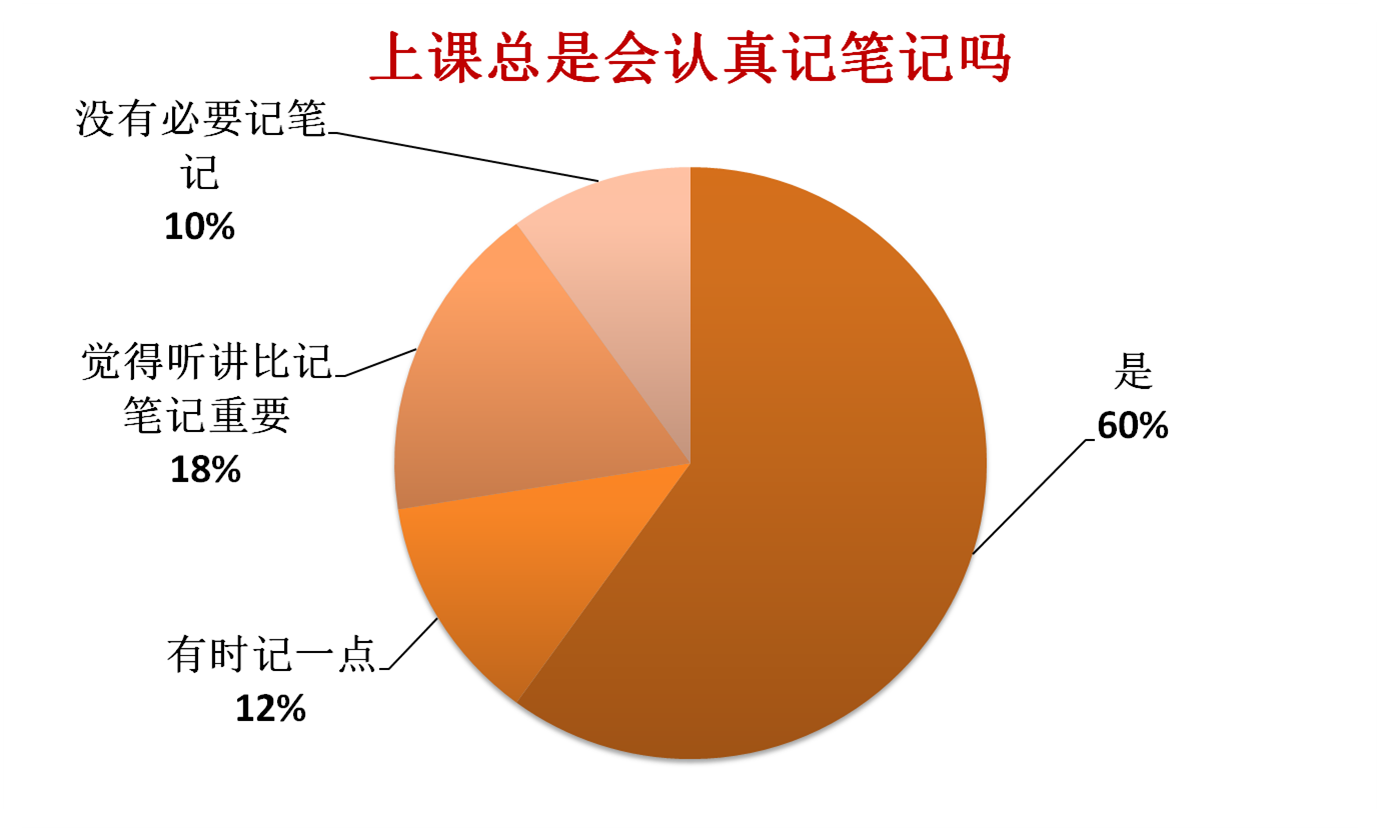 上课总是会认真记笔记吗
没有必要记笔
记
10%
觉得听讲比记
笔记重要
18%
有时记一点
12%
是
60%